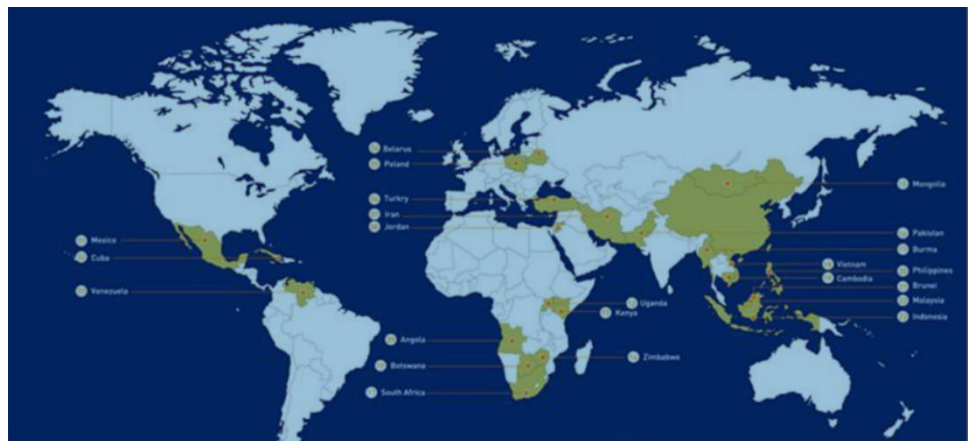 Belarus
Poland
Turkry
Iran
Jordan
Mexico
Cuba
Venezuela
Angola
Botswana
South Africa
Uganda
Kenya
Zimbabwe
Mongolia
Pakistan
Burma
Vietnam
Philippines
Cambodia
Brunei
Malaysia
Indonesia